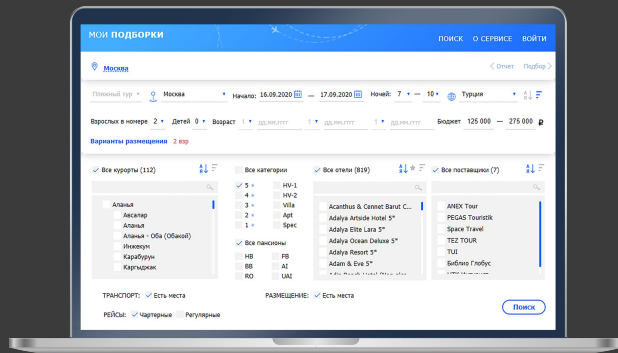 МОИ ПОДБОРКИ
ПОИСК О СЕРВИСЕ ВОЙТИ
Москва
Отчет Подбор
Пляжный тур Москва Начало: 16.09.2020 — 17.09.2020 Ночей: 7 — 10 Турция
Взрослых в номере 2 Детей 0 Возраст 1 ДД.ММ.ГГГГ 1 ДД.ММ.ГГГГ 1 ДД.ММ.ГГГГ Бюджет 125 000 — 275 000 ₽
Варианты размещения 2 взр
Все курорты (112)
Аланья
Авсалар
Аланья
Аланья - Оба (Обакой)
Инжекум
Карабурун
Каргыджак
Все категории
5 HV-1
4 HV-2
3 Villa
2 Apt
1 Spec
Все пансионы
HB FB
BB AI
RO UAI
Все отели (819)
Acanthus & Cennet Barut C...
Adalya Artside Hotel 5*
Adalya Elite Lara 5*
Adalya Ocean Deluxe 5*
Adalya Resort 5*
Adam & Eve 5*
Все поставщики (7)
ANEX Tour
PEGAS Touristik
Space Travel
TEZ TOUR
TUI
Библио Глобус
ТРАНСПОРТ: Есть места
РАЗМЕЩЕНИЕ: Есть места
РЕЙСЫ: Чартерные Регулярные
Поиск